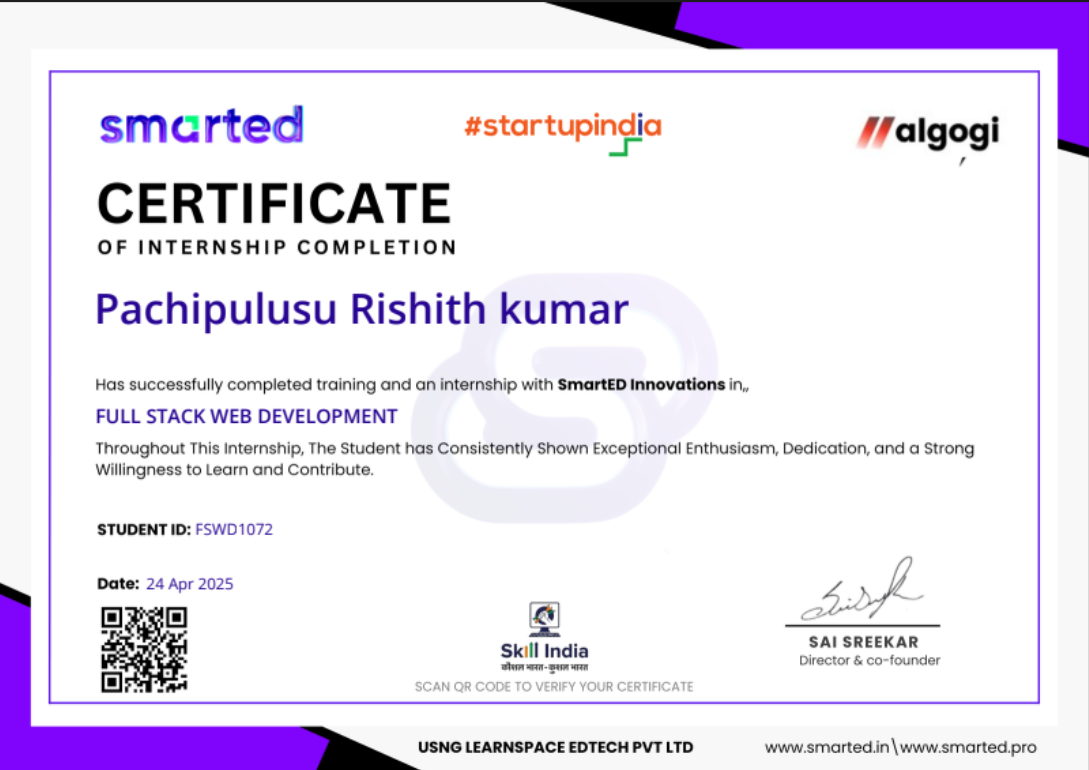 smarted
#startupindia
//algogi
CERTIFICATE
OF INTERNSHIP COMPLETION
Pachipulusu Rishith kumar
Has successfully completed training and an internship with SmartED Innovations in,,
FULL STACK WEB DEVELOPMENT
Throughout This Internship, The Student has Consistently Shown Exceptional Enthusiasm, Dedication, and a Strong
Willingness to Learn and Contribute.
STUDENT ID: FSWD1072
Date: 24 Apr 2025
SAI SREEKAR
Director & co-founder
Skill India
कौशल भारत-कुशल भारत
SCAN QR CODE TO VERIFY YOUR CERTIFICATE
USNG LEARNSPACE EDTECH PVT LTD
www.smarted.in\www.smarted.pro